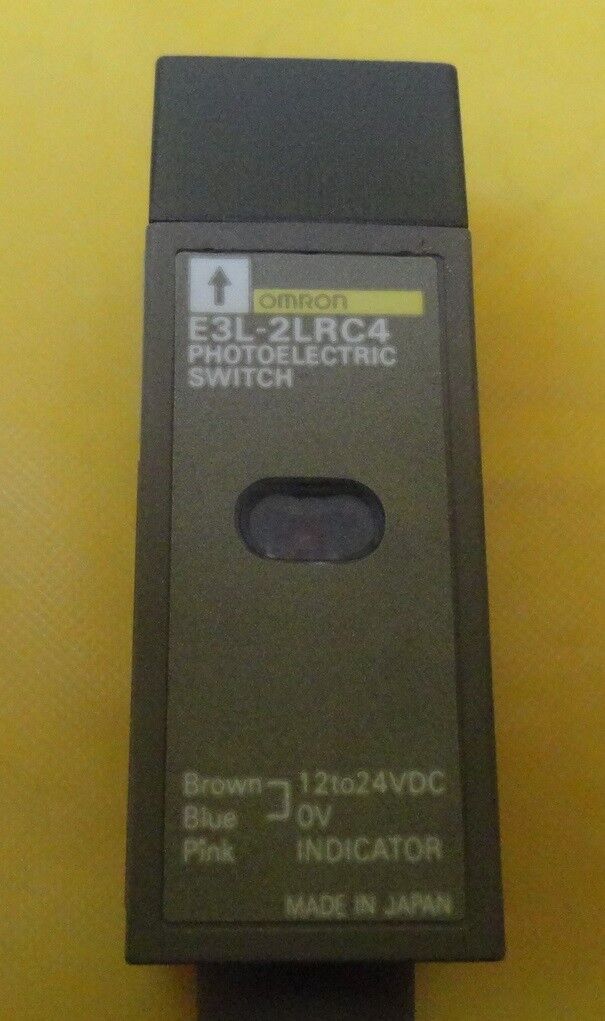 OMRON
E3L-2LRC4
PHOTOELECTRIC
SWITCH
Brown 12to24VDC
Blue 0V
Pink INDICATOR
MADE IN JAPAN